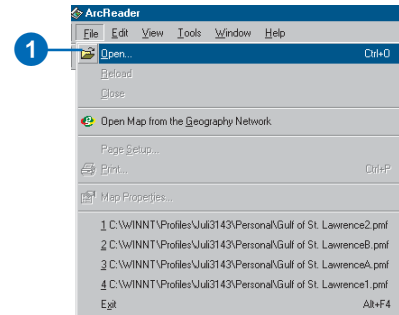 ArcReader
File Edit View Tools Window Help
1
Open... Ctrl+O
Reload
Close
Open Map from the Geography Network
Page Setup...
Print... Ctrl+P
Map Properties...
1 C:\WINNT\Profiles\Juli3143\Personal\Gulf of St. Lawrence2.pmf
2 C:\WINNT\Profiles\Juli3143\Personal\Gulf of St. LawrenceB.pmf
3 C:\WINNT\Profiles\Juli3143\Personal\Gulf of St. LawrenceA.pmf
4 C:\WINNT\Profiles\Juli3143\Personal\Gulf of St. Lawrence1.pmf
Exit Alt+F4